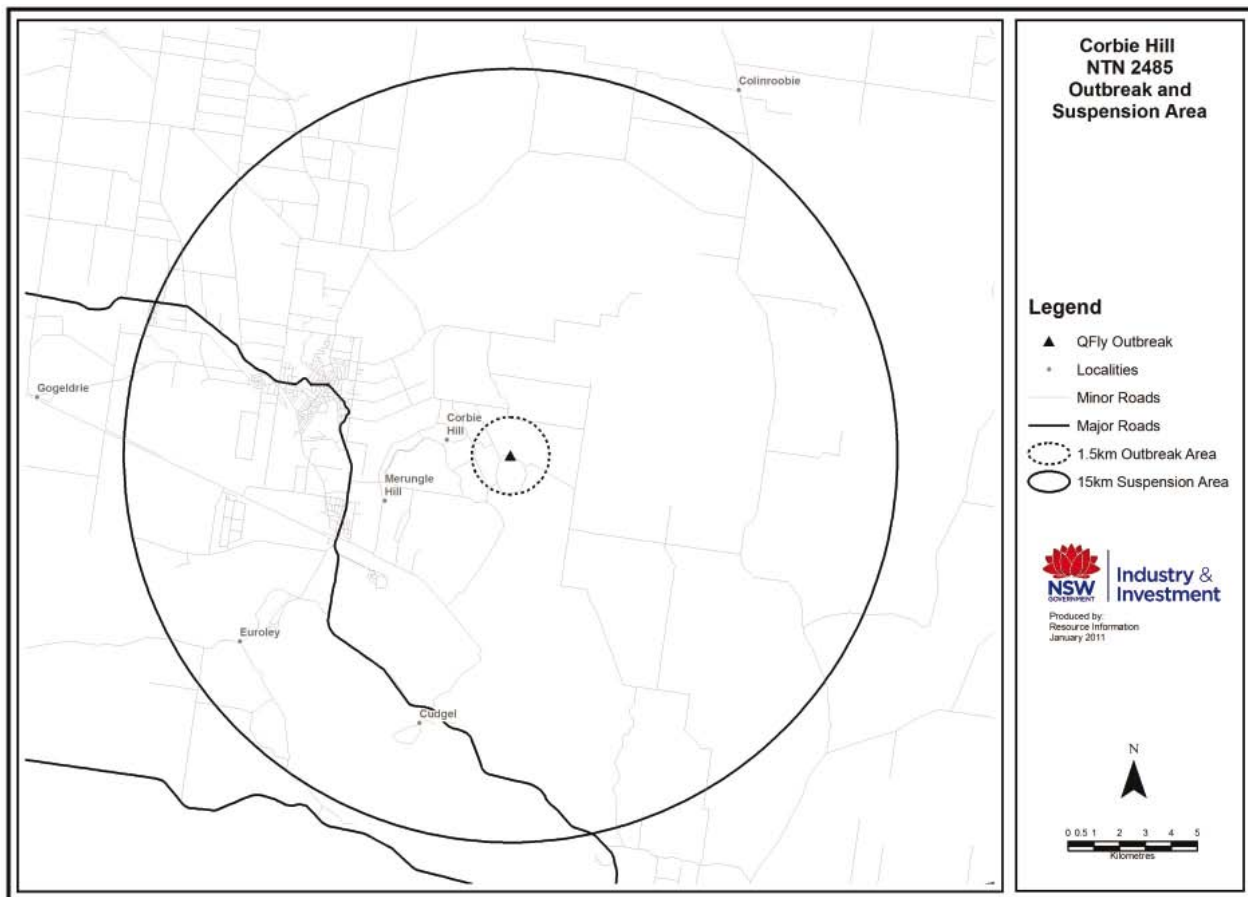 Corbie Hill
NTN 2485
Outbreak and
Suspension Area
Colinroobie
Gogeldrie
Corbie
Hill
Merungle
Hill
Euroley
Cudgel
Legend
QFly Outbreak
Localities
Minor Roads
Major Roads
1.5km Outbreak Area
15km Suspension Area
NSW
GOVERNMENT
Industry &
Investment
Produced by:
Resource Information
January 2011
N
0 0.5 1 2 3 4 5
Kilometres